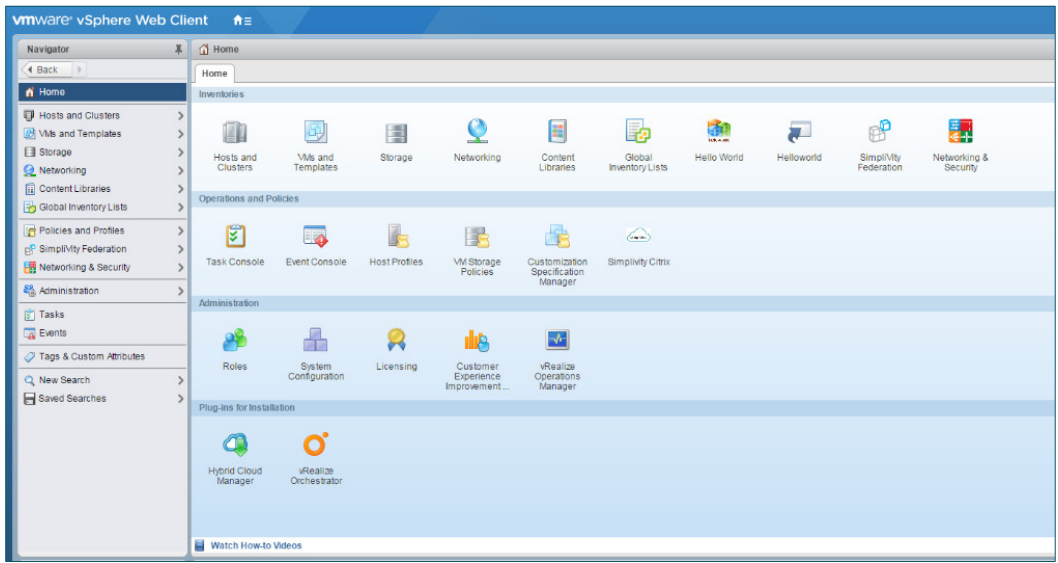 vmware® vSphere Web Client
Navigator
Back
Home
Hosts and Clusters
VMs and Templates
Storage
Networking
Content Libraries
Global Inventory Lists
Policies and Profiles
SimpliVity Federation
Networking & Security
Administration
Tasks
Events
Tags & Custom Attributes
New Search
Saved Searches
Home
Home
Inventories
Hosts and
Clusters
VMs and
Templates
Storage
Networking
Content
Libraries
Global
Inventory Lists
Hello World
Helloworld
SimpliVity
Federation
Networking &
Security
Operations and Policies
Task Console
Event Console
Host Profiles
VM Storage
Policies
Customization
Specification
Manager
Simplivity Citrix
Administration
Roles
System
Configuration
Licensing
Customer
Experience
Improvement ...
vRealize
Operations
Manager
Plug-ins for Installation
Hybrid Cloud
Manager
vRealize
Orchestrator
Watch How-to Videos